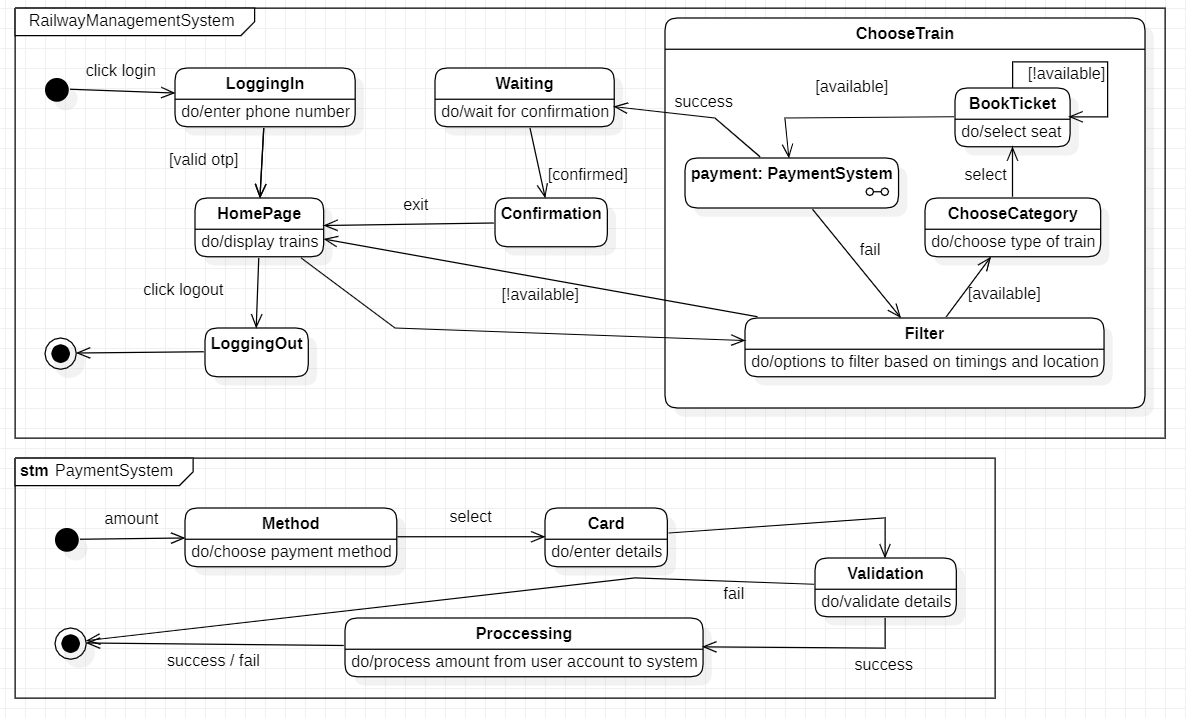 RailwayManagementSystem
ChooseTrain
click login
LoggingIn
do/enter phone number
Waiting
do/wait for confirmation
success
[available]
[!available]
BookTicket
do/select seat
[valid otp]
[confirmed]
payment: PaymentSystem
select
HomePage
do/display trains
exit
Confirmation
ChooseCategory
do/choose type of train
fail
click logout
[!available]
[available]
LoggingOut
Filter
do/options to filter based on timings and location
stm PaymentSystem
amount
Method
do/choose payment method
select
Card
do/enter details
Validation
do/validate details
fail
Proccessing
do/process amount from user account to system
success / fail
success